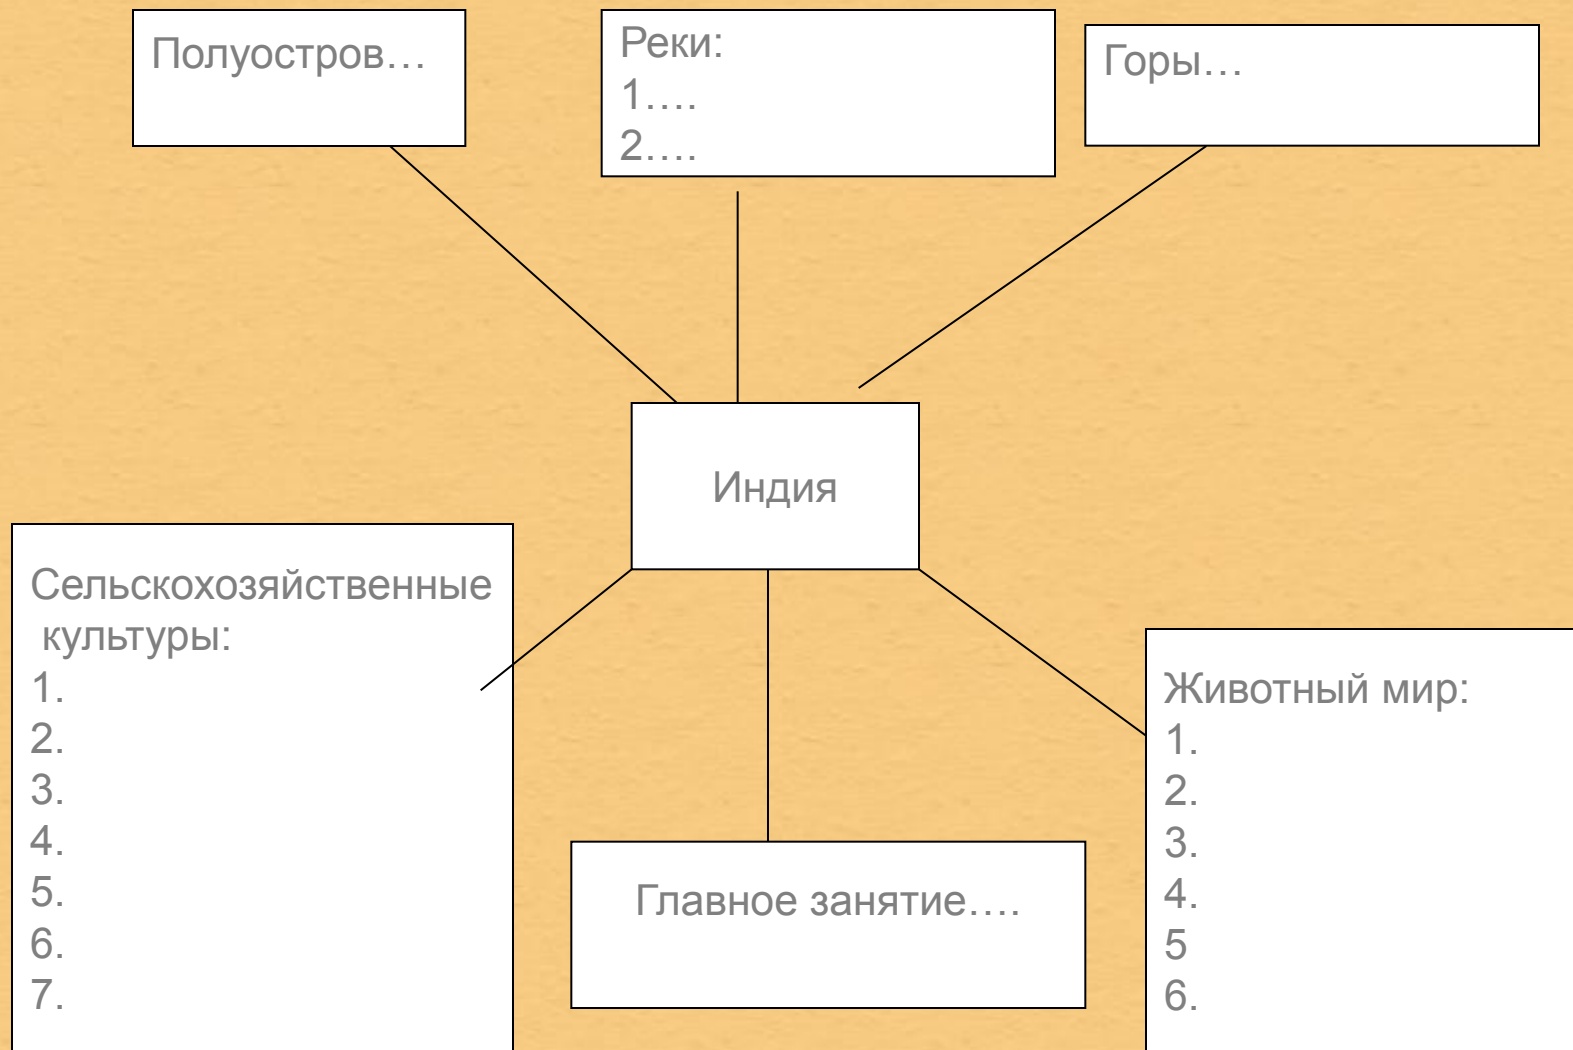 Полуостров…
Реки:
1….
2….
Горы…
Индия
Сельскохозяйственные
культуры:
1.
2.
3.
4.
5.
6.
7.
Главное занятие….
Животный мир:
1.
2.
3.
4.
5
6.